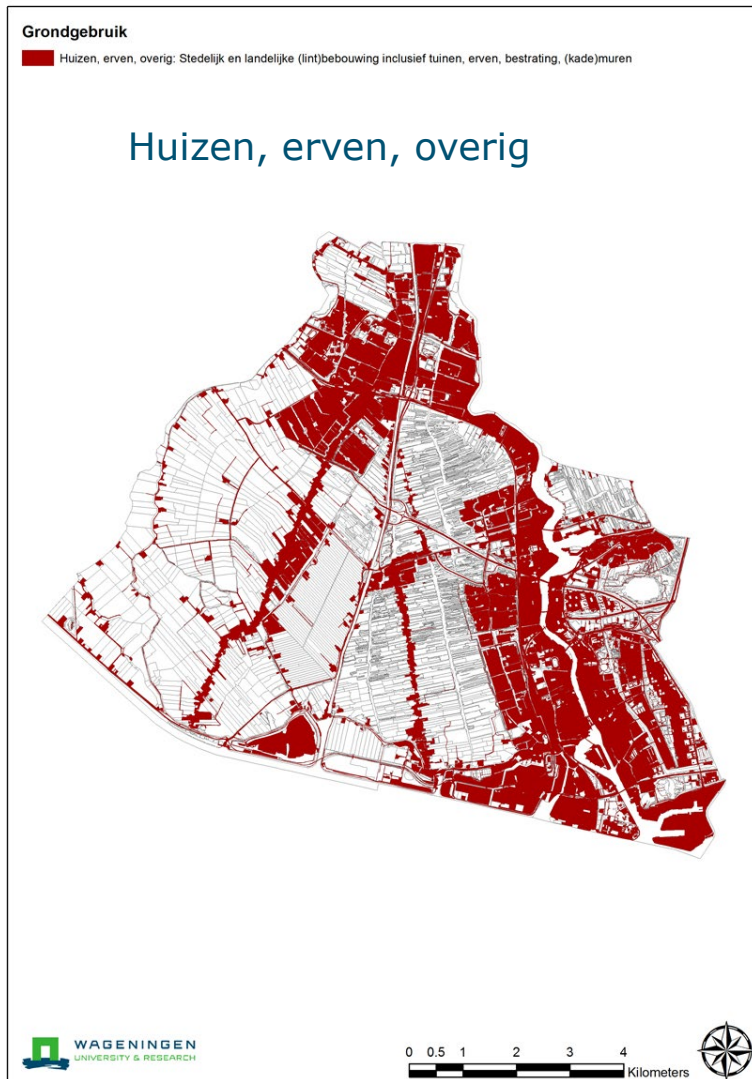 Grondgebruik
Huizen, erven, overig: Stedelijk en landelijke (lint)bebouwing inclusief tuinen, erven, bestrating, (kade)muren
Huizen, erven, overig
WAGENINGEN
UNIVERSITY & RESEARCH
0 0.5 1 2 3 4
Kilometers